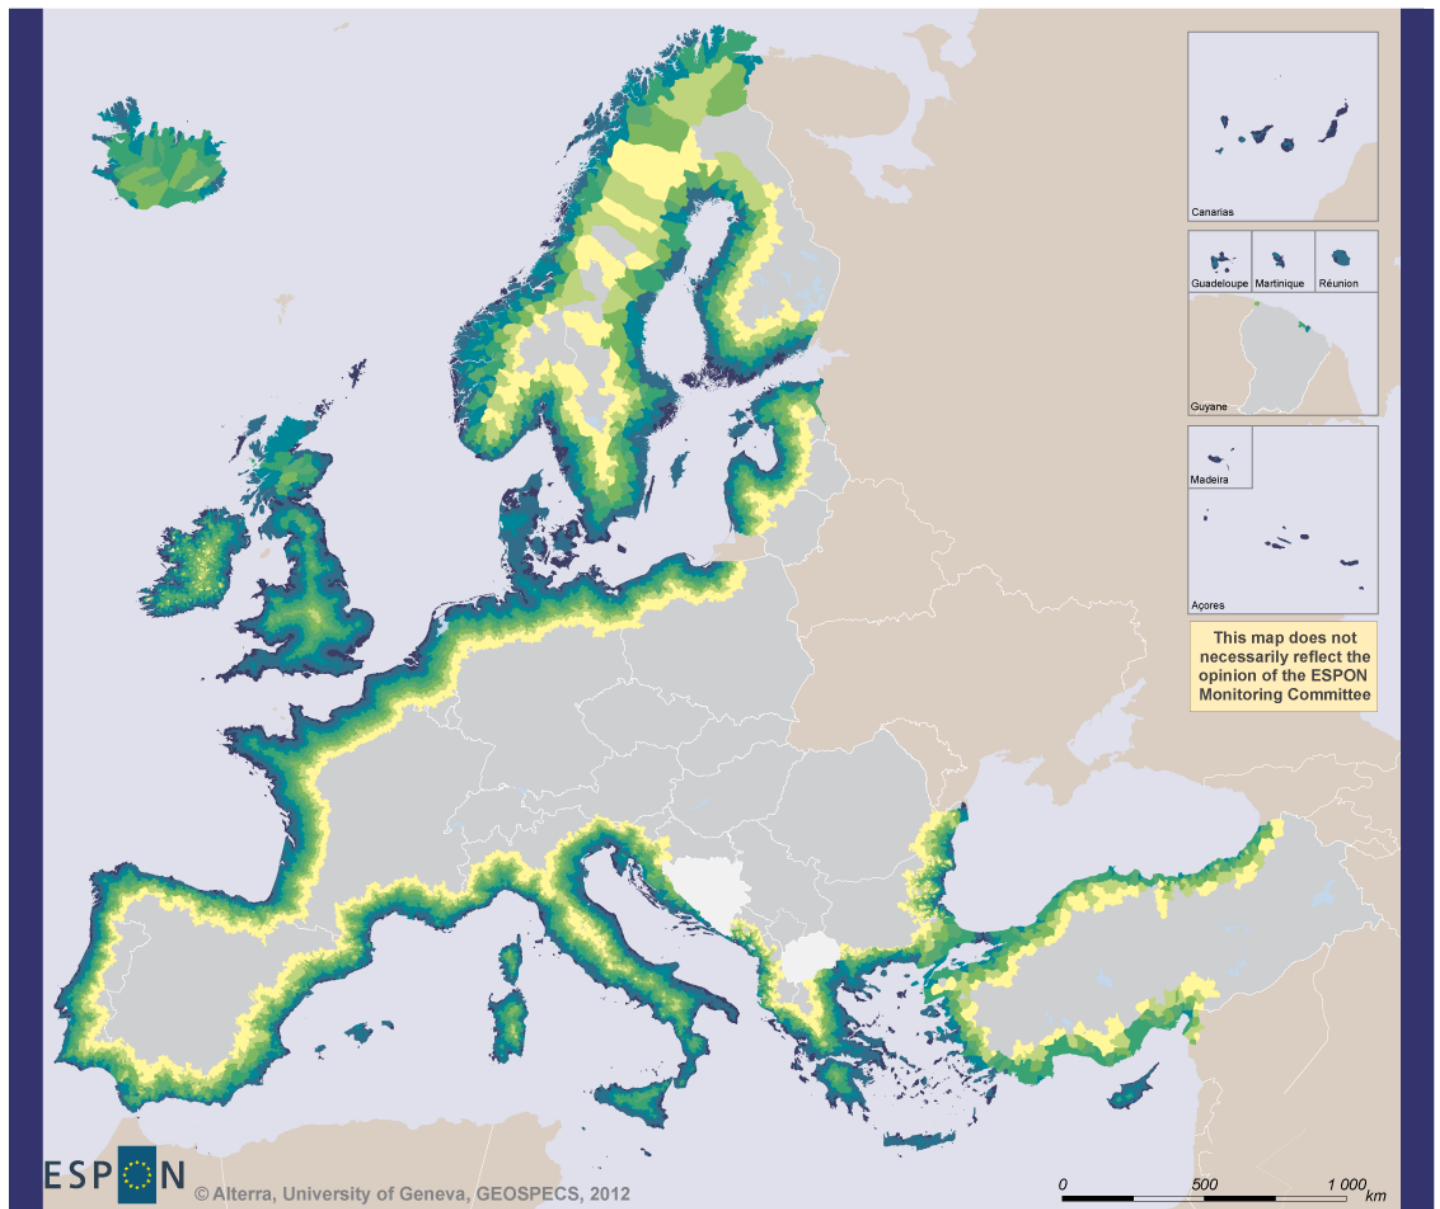 Canarias
Guadeloupe
Martinique
Réunion
Guyane
Madeira
Açores
This map does not
necessarily reflect the
opinion of the ESPON
Monitoring Committee
ESPON
© Alterra, University of Geneva, GEOSPECS, 2012
0 500 1 000 km